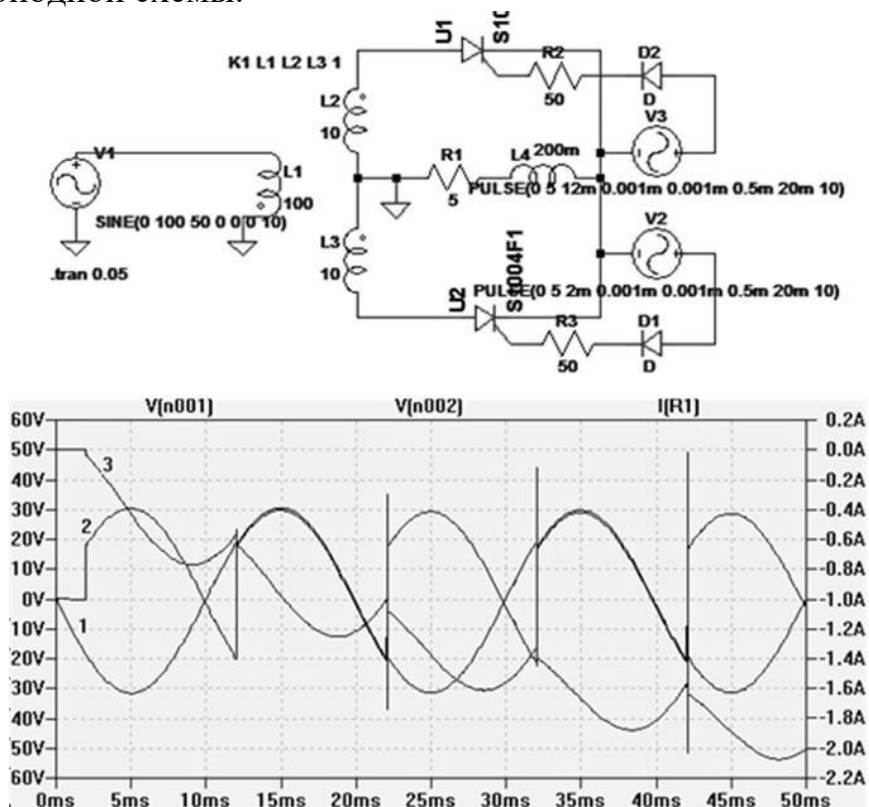 U1
S10
K1 L1 L2 L3 1
R2
50
D2
D
L2
10
V3
V1
L1
100
R1
5
L4
200m
PULSE(0 5 12m 0.001m 0.001m 0.5m 20m 10)
SINE(0 100 50 0 0 0 10)
L3
10
V2
.tran 0.05
PULSE(0 5 2m 0.001m 0.001m 0.5m 20m 10)
U2
S1004F1
R3
50
D1
D
V(n001)
V(n002)
I(R1)
60V
50V
40V
30V
20V
10V
0V
10V
20V
30V
40V
50V
60V
3
2
1
0.2A
0.0A
-0.2A
-0.4A
-0.6A
-0.8A
-1.0A
-1.2A
-1.4A
-1.6A
-1.8A
-2.0A
-2.2A
0ms 5ms 10ms 15ms 20ms 25ms 30ms 35ms 40ms 45ms 50ms